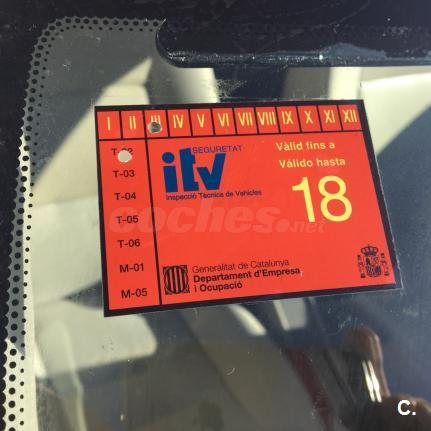 I II III IV V VI VII VIII IX X XI XII
T-02
T-03
T-04
T-05
T-06
M-01
M-05
SEGURETAT
itv
Inspecció Tècnica de Vehicles
Vàlid fins a
Válido hasta
18
Generalitat de Catalunya
Departament d'Empresa
i Ocupació
coches.net
C.